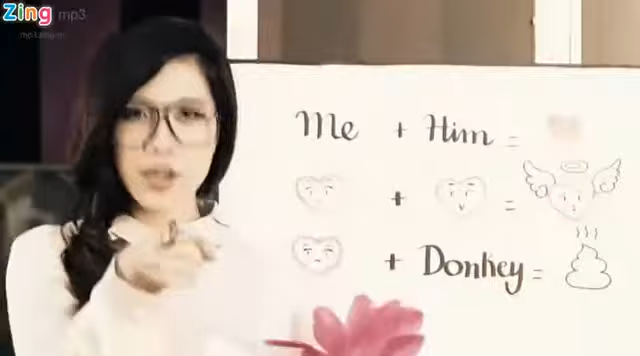 Zing mp3
Me + Him =
+ =
+ Donkey =